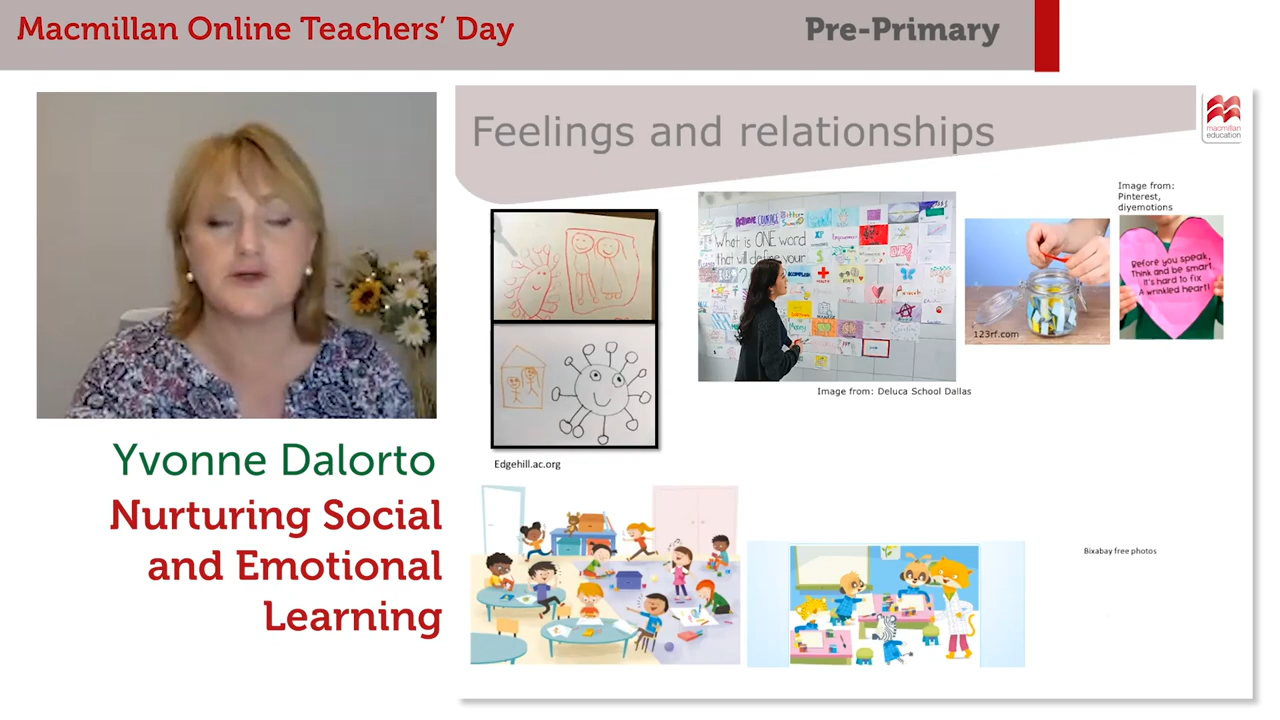 Macmillan Online Teachers' Day
Pre-Primary
Feelings and relationships
macmillan
education
Image from:
Pinterest,
diyemotions
What is ONE word
that will define your
Before you speak,
Think and be smart.
It's hard to fix
A wrinkled heart!
123rf.com
Image from: Deluca School Dallas
Edgehill.ac.org
Yvonne Dalorto
Nurturing Social
and Emotional
Learning
Bixabay free photos